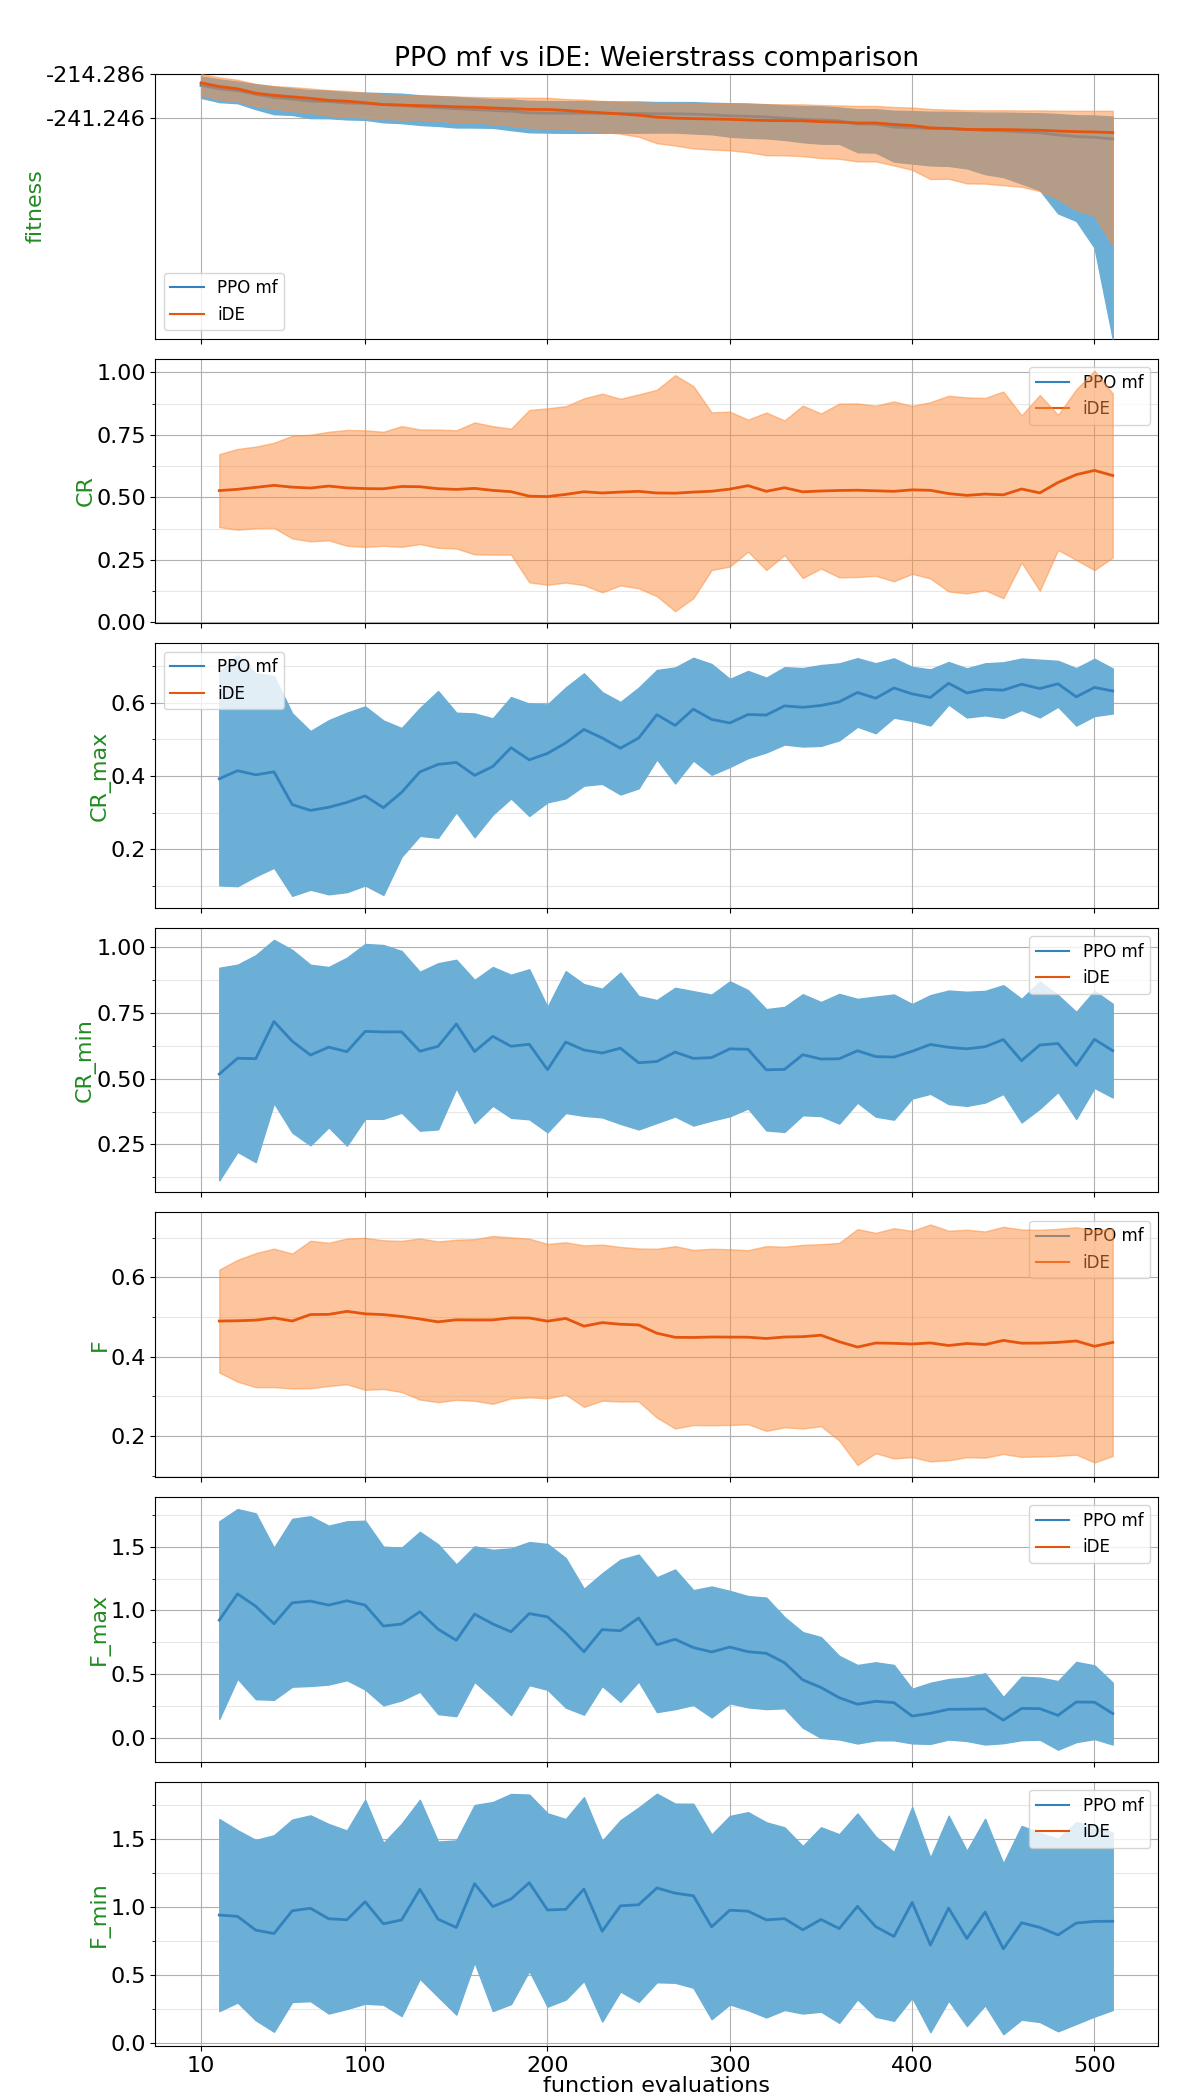 PPO mf vs iDE: Weierstrass comparison
-214.286
-241.246
fitness
PPO mf
iDE
1.00
0.75
0.50
0.25
0.00
CR
PPO mf
iDE
0.6
0.4
0.2
CR_max
PPO mf
iDE
1.00
0.75
0.50
0.25
CR_min
PPO mf
iDE
0.6
0.4
0.2
F
PPO mf
iDE
1.5
1.0
0.5
0.0
F_max
PPO mf
iDE
1.5
1.0
0.5
0.0
F_min
PPO mf
iDE
10 100 200 300 400 500
function evaluations